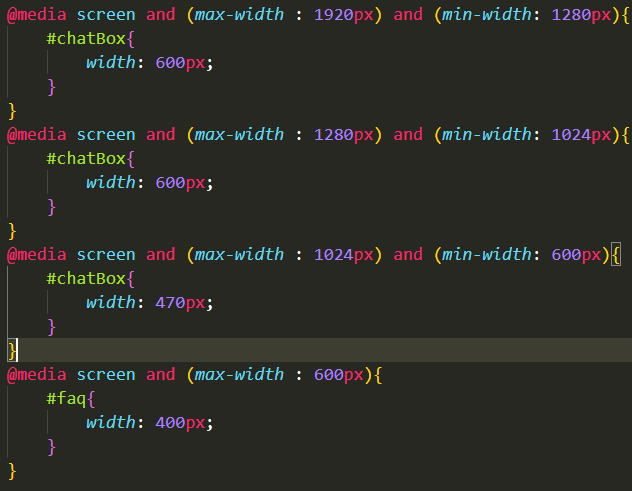 @media screen and (max-width : 1920px) and (min-width: 1280px){
    #chatBox{
        width: 600px;
    }
}
@media screen and (max-width : 1280px) and (min-width: 1024px){
    #chatBox{
        width: 600px;
    }
}
@media screen and (max-width : 1024px) and (min-width: 600px){
    #chatBox{
        width: 470px;
    }
}
@media screen and (max-width : 600px){
    #faq{
        width: 400px;
    }
}